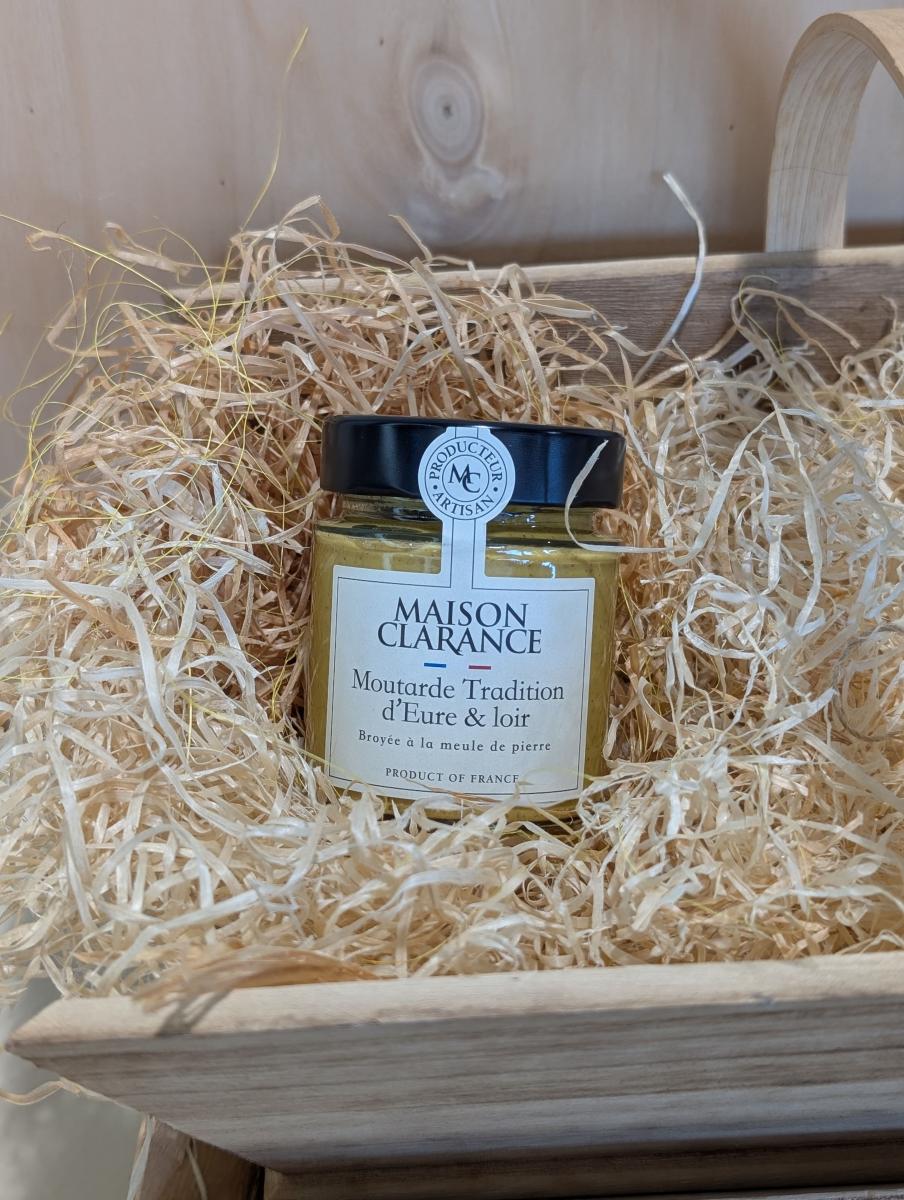 PRODUCTEUR
MC
ARTISAN
MAISON
CLARANCE
Moutarde Tradition
d'Eure & loir
Broyée à la meule de pierre
PRODUCT OF FRANCE